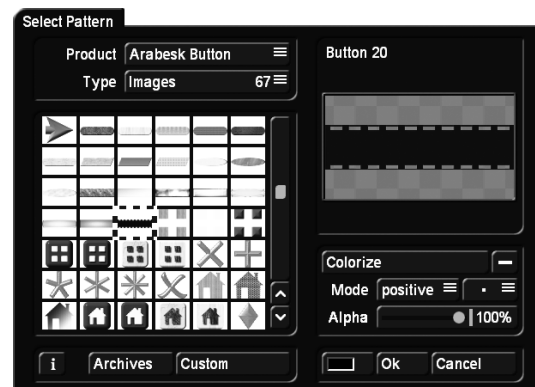 Select Pattern
Product Arabesk Button
Type Images 67
Button 20
Colorize
Mode positive
Alpha 100%
i Archives Custom
Ok Cancel